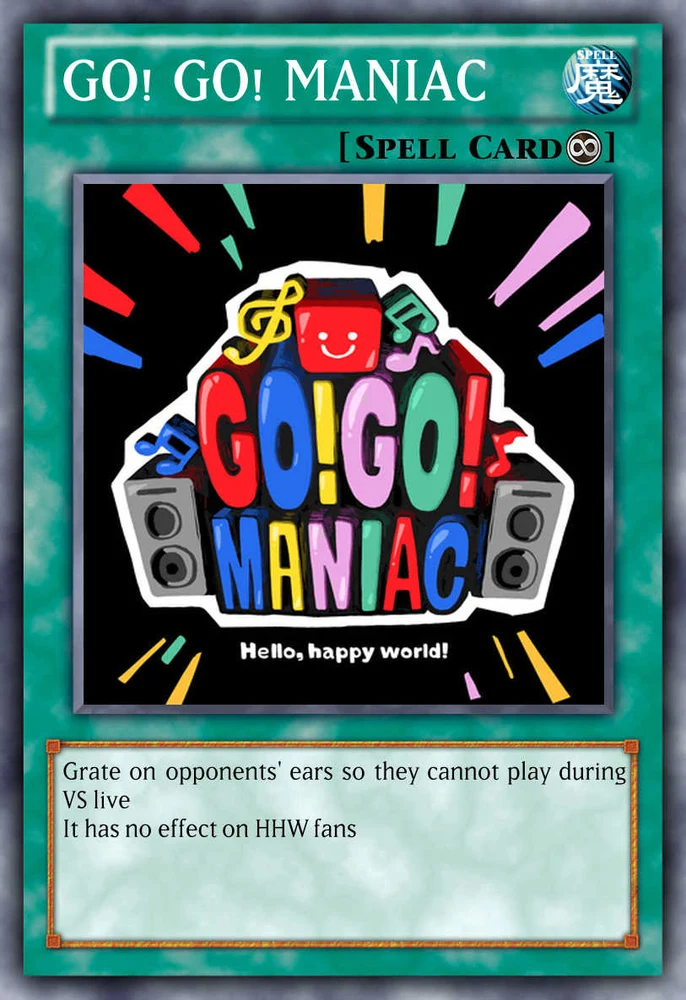 GO! GO! MANIAC
SPELL
魔
[SPELL CARD]
GO!GO!
MANIAC
Hello, happy world!
Grate on opponents' ears so they cannot play during
VS live
It has no effect on HHW fans